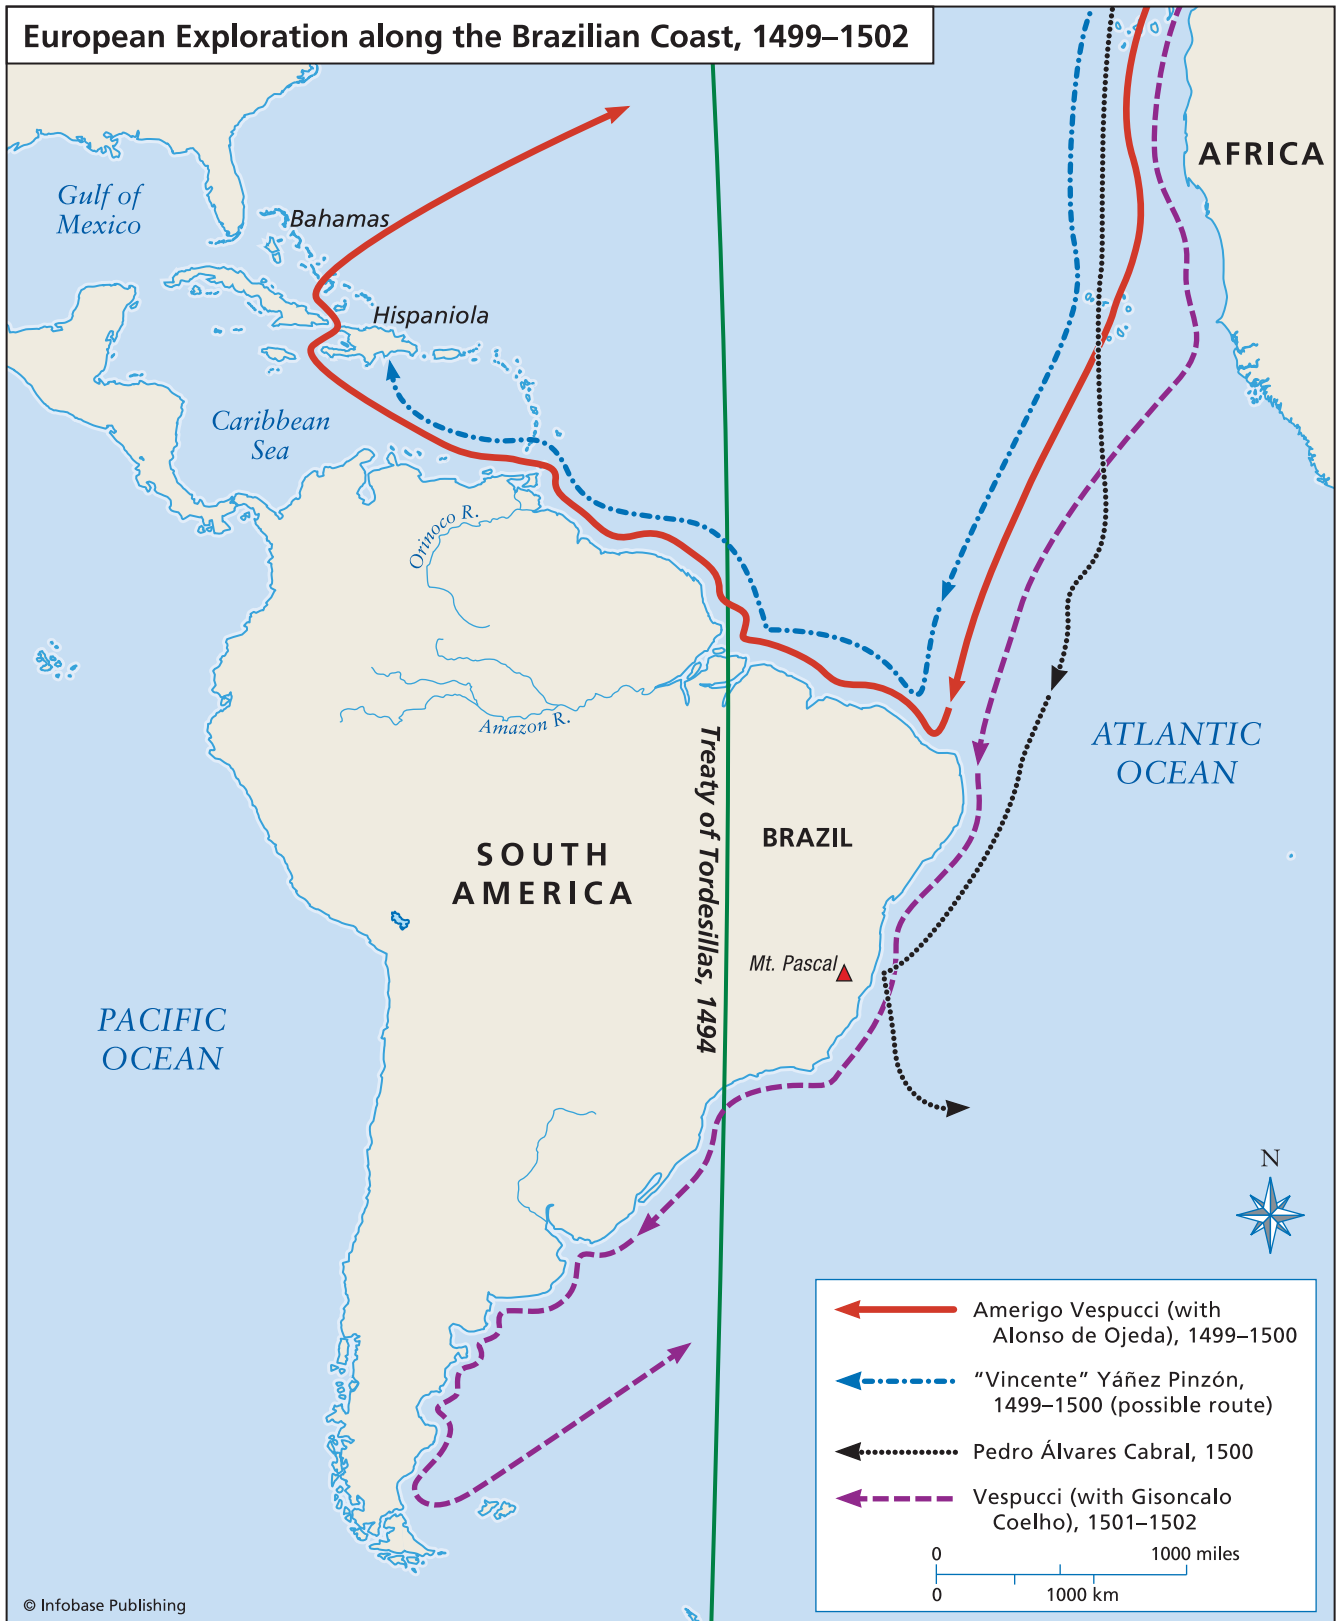 European Exploration along the Brazilian Coast, 1499–1502
AFRICA
Gulf of
Mexico
Bahamas
Hispaniola
Caribbean
Sea
Orinoco R.
Amazon R.
ATLANTIC
OCEAN
Treaty of Tordesillas, 1494
BRAZIL
SOUTH
AMERICA
Mt. Pascal
PACIFIC
OCEAN
N
Amerigo Vespucci (with
Alonso de Ojeda), 1499–1500
“Vincente” Yáñez Pinzón,
1499–1500 (possible route)
Pedro Álvares Cabral, 1500
Vespucci (with Gisoncalo
Coelho), 1501–1502
0 1000 miles
0 1000 km
© Infobase Publishing